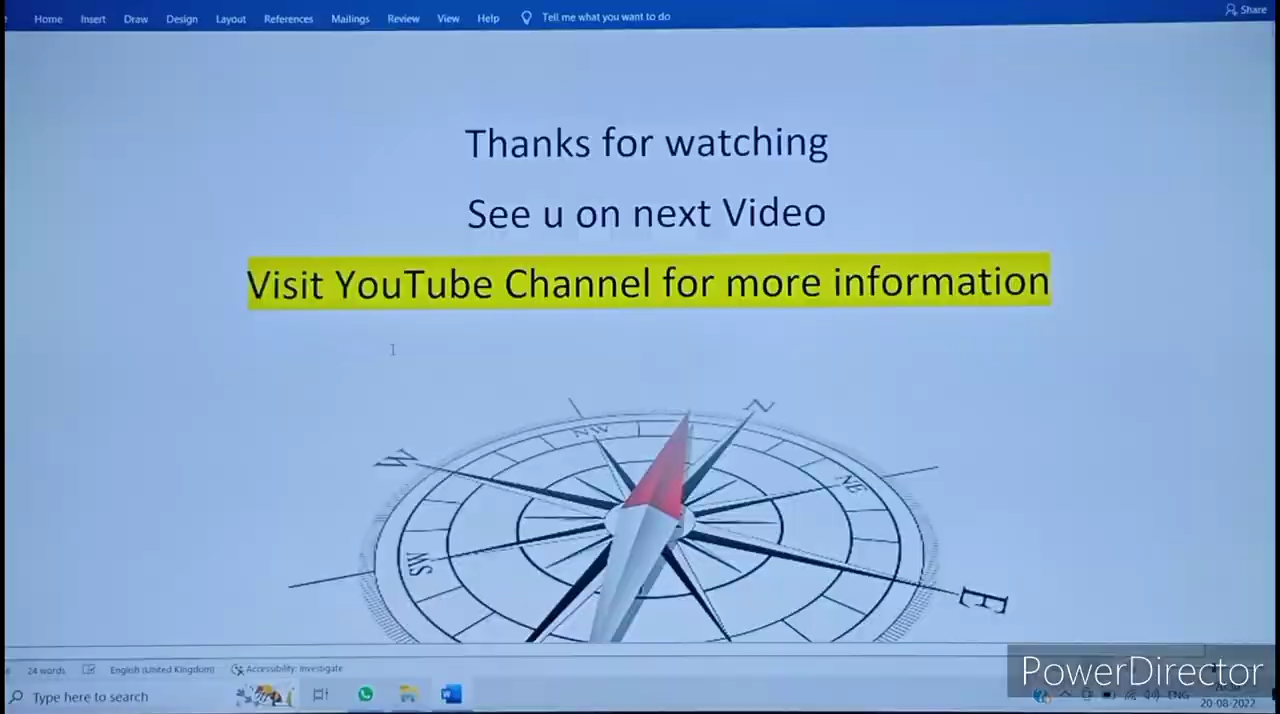 Home Insert Draw Design Layout References Mailings Review View Help Tell me what you want to do Share
Thanks for watching
See u on next Video
Visit YouTube Channel for more information
N
NW
W
NE
SW
E
24 words English (United Kingdom) Accessibility: Investigate
PowerDirector
Type here to search
ENG
20-08-2022